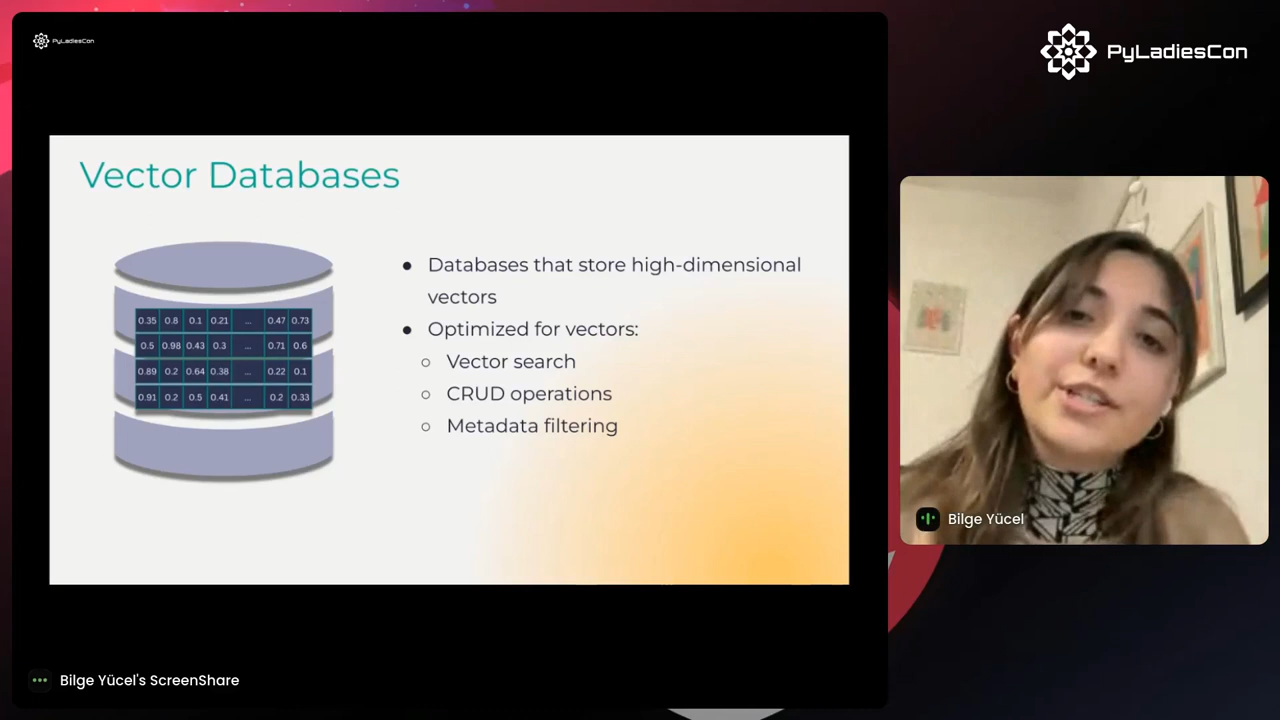 PyLadiesCon
PyLadiesCon
Vector Databases
0.35 0.8 0.1 0.21 ... 0.47 0.73
0.5 0.98 0.43 0.3 ... 0.71 0.6
0.89 0.2 0.64 0.38 ... 0.22 0.1
0.91 0.2 0.5 0.41 ... 0.2 0.33
● Databases that store high-dimensional
vectors
● Optimized for vectors:
○ Vector search
○ CRUD operations
○ Metadata filtering
Bilge Yücel
Bilge Yücel's ScreenShare